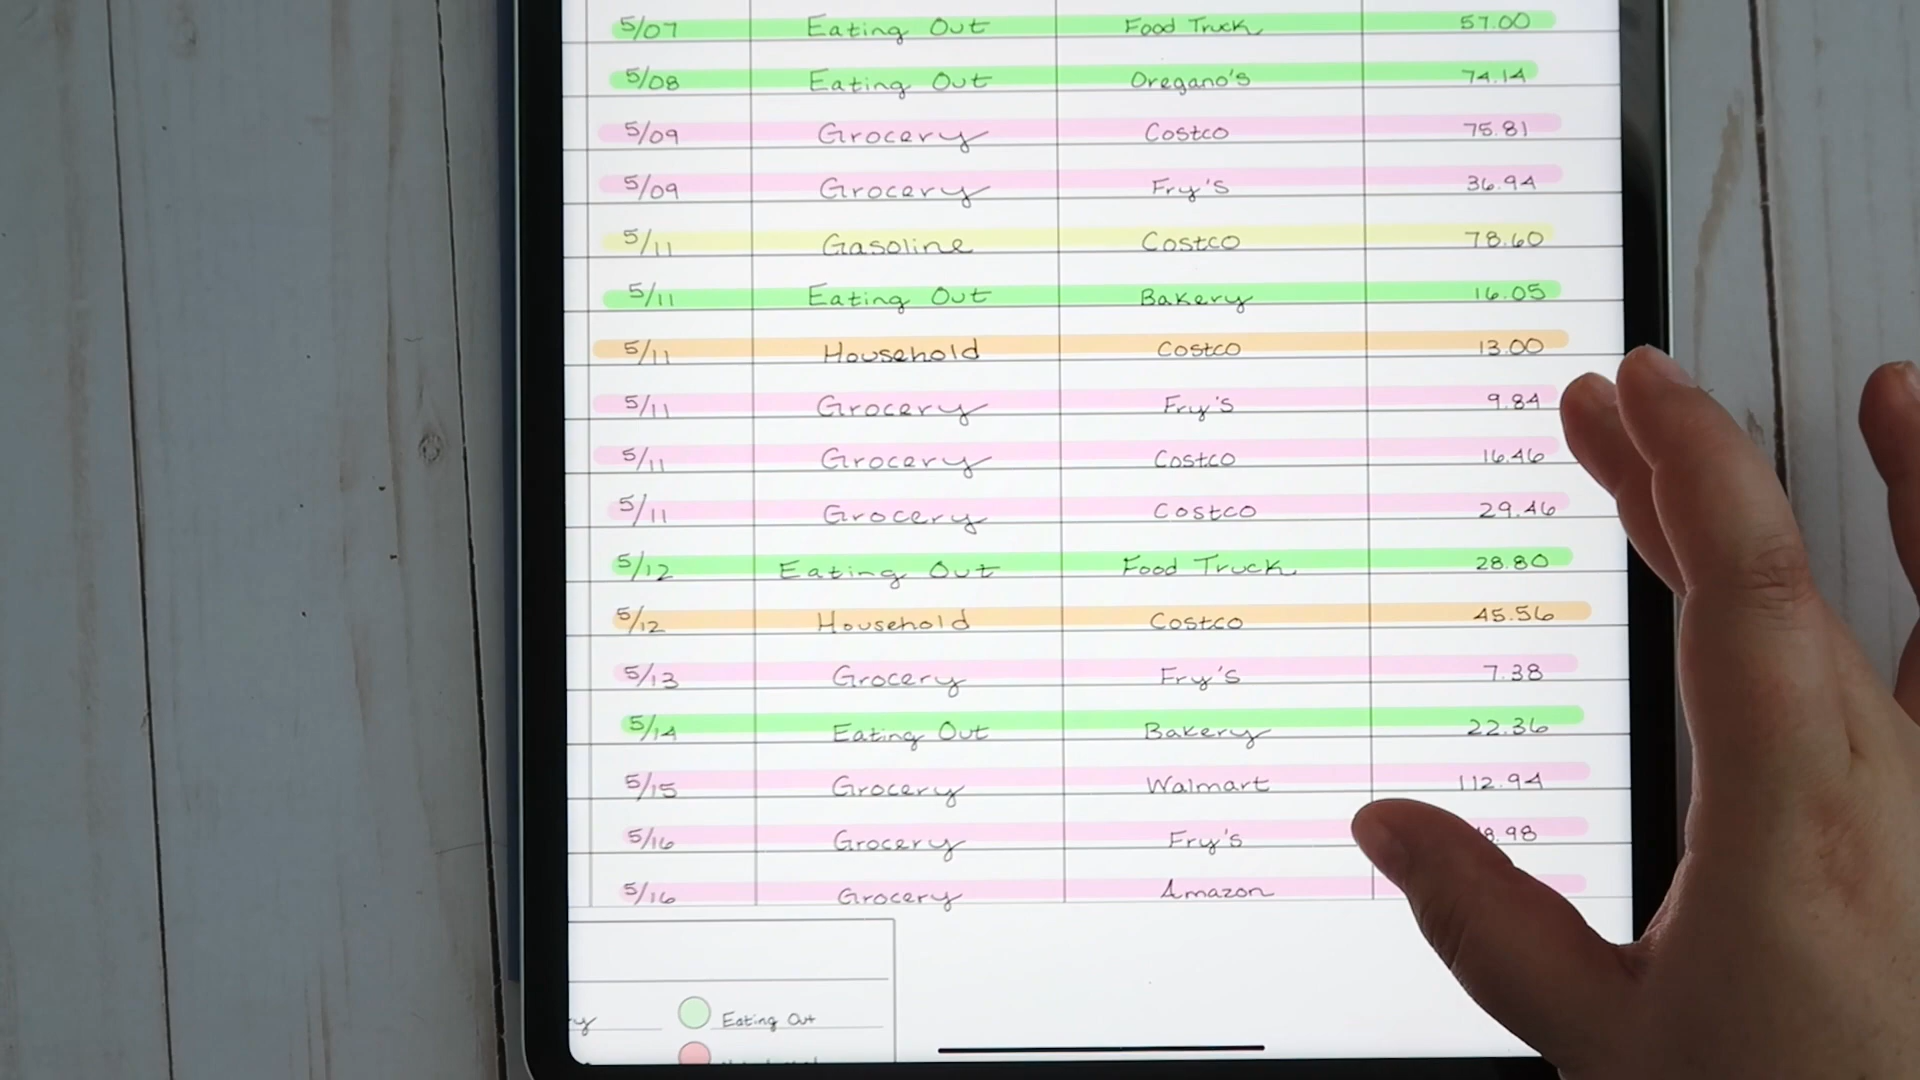 5/07 Eating Out Food Truck 57.00
5/08 Eating Out Oregano's 74.14
5/09 Grocery Costco 75.81
5/09 Grocery Fry's 36.94
5/11 Gasoline Costco 78.60
5/11 Eating Out Bakery 16.05
5/11 Household Costco 13.00
5/11 Grocery Fry's 9.84
5/11 Grocery Costco 16.46
5/11 Grocery Costco 29.46
5/12 Eating Out Food Truck 28.80
5/12 Household Costco 45.56
5/13 Grocery Fry's 7.38
5/14 Eating Out Bakery 22.36
5/15 Grocery Walmart 112.94
5/16 Grocery Fry's
5/16 Grocery Amazon
Eating Out